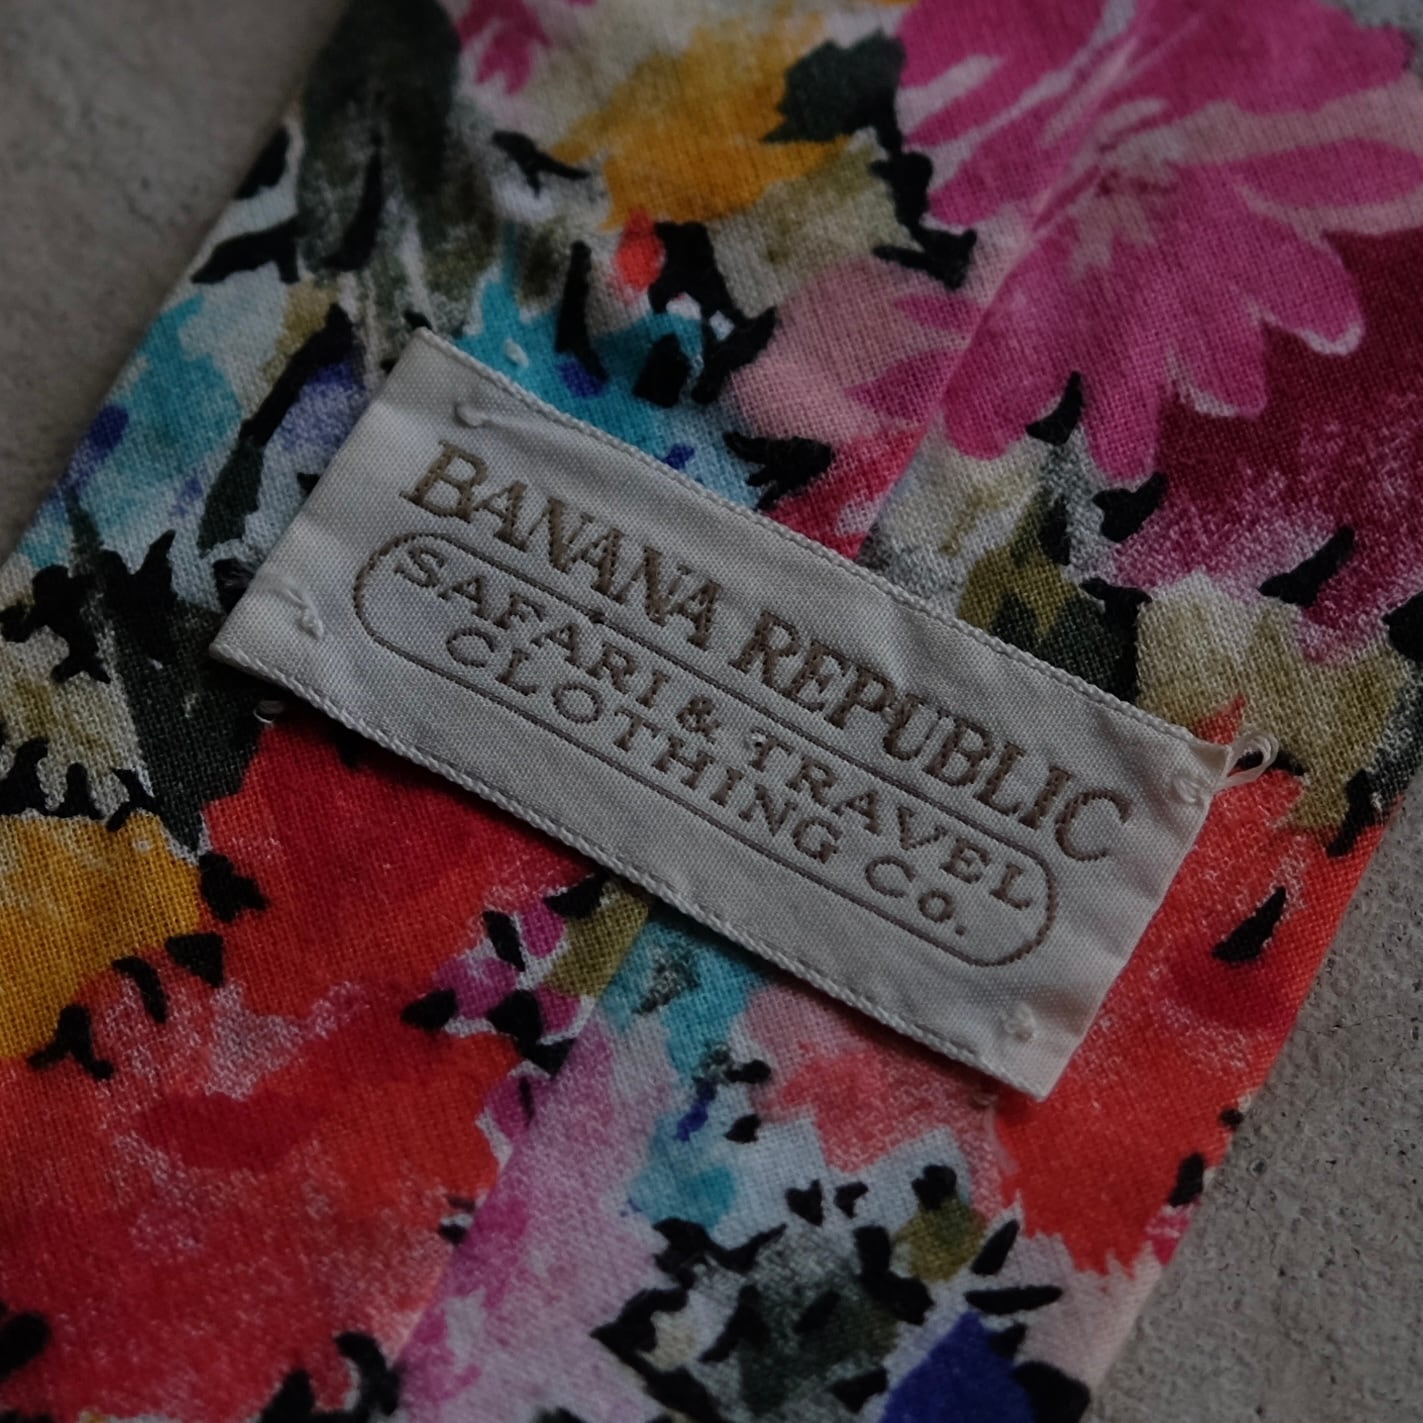 BANANA REPUBLIC
SAFARI & TRAVEL
CLOTHING CO.